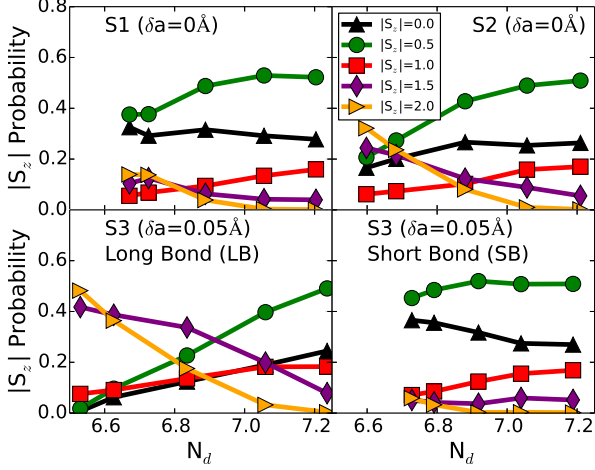 0.8
0.6
0.4
0.2
0.0
|S_z| Probability
S1 (δa=0Å)
S2 (δa=0Å)
|S_z|=0.0
|S_z|=0.5
|S_z|=1.0
|S_z|=1.5
|S_z|=2.0
0.6
0.4
0.2
0.0
|S_z| Probability
S3 (δa=0.05Å)
Long Bond (LB)
S3 (δa=0.05Å)
Short Bond (SB)
6.6 6.8 7.0 7.2
6.6 6.8 7.0 7.2
N_d
N_d